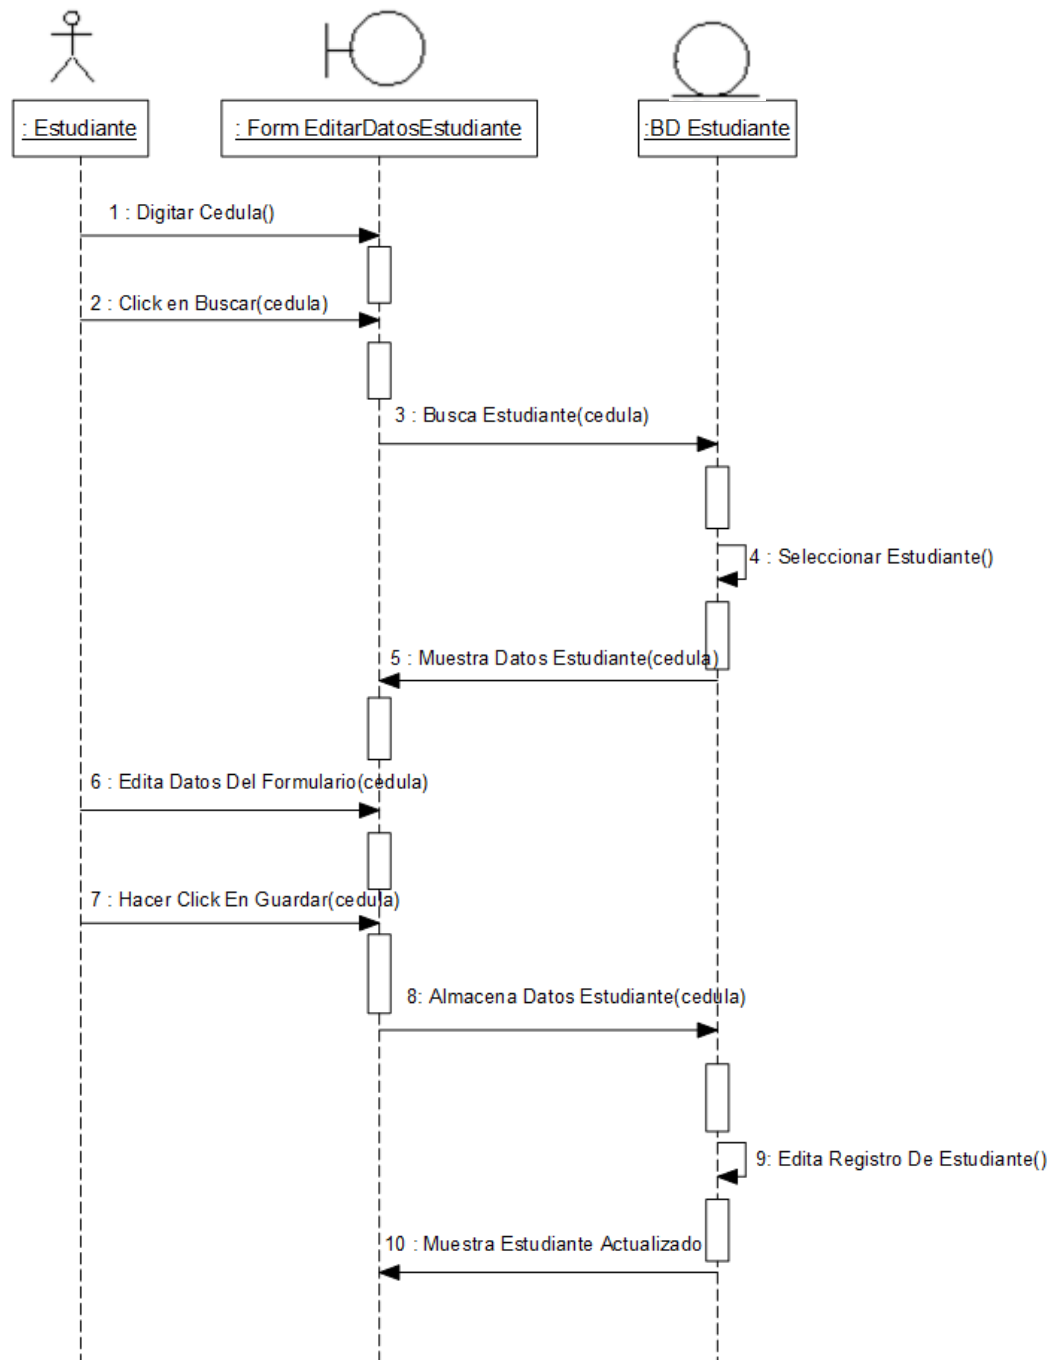 : Estudiante
: Form EditarDatosEstudiante
:BD Estudiante
1 : Digitar Cedula()
2 : Click en Buscar(cedula)
3 : Busca Estudiante(cedula)
4 : Seleccionar Estudiante()
5 : Muestra Datos Estudiante(cedula)
6 : Edita Datos Del Formulario(cedula)
7 : Hacer Click En Guardar(cedula)
8: Almacena Datos Estudiante(cedula)
9: Edita Registro De Estudiante()
10 : Muestra Estudiante Actualizado